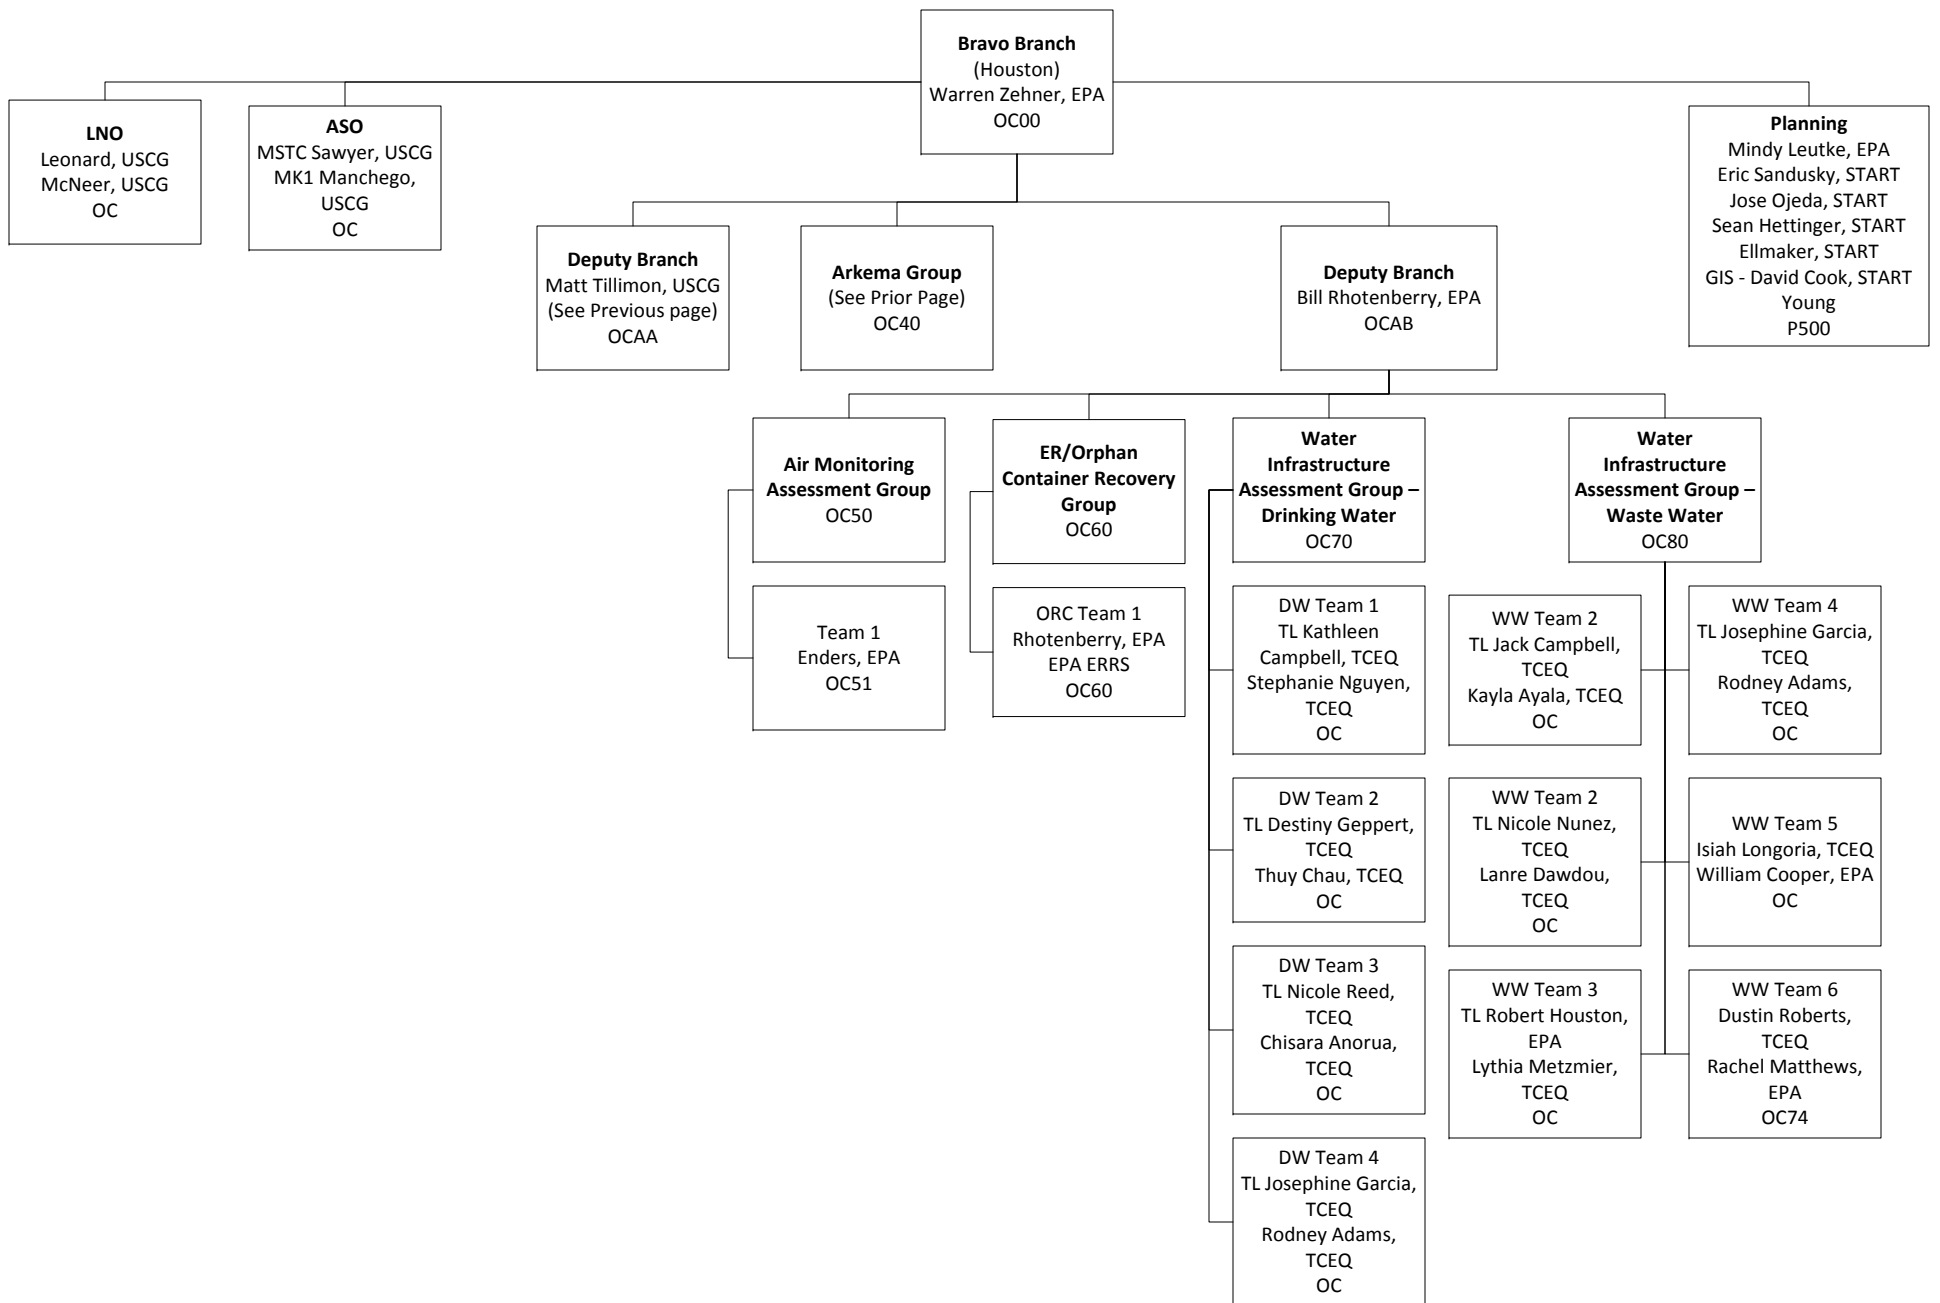 Bravo Branch
(Houston)
Warren Zehner, EPA
OC00
LNO
Leonard, USCG
McNeer, USCG
OC
ASO
MSTC Sawyer, USCG
MK1 Manchego,
USCG
OC
Planning
Mindy Leutke, EPA
Eric Sandusky, START
Jose Ojeda, START
Sean Hettinger, START
Ellmaker, START
GIS - David Cook, START
Young
P500
Deputy Branch
Matt Tillimon, USCG
(See Previous page)
OCAA
Arkema Group
(See Prior Page)
OC40
Deputy Branch
Bill Rhotenberry, EPA
OCAB
Air Monitoring
Assessment Group
OC50
ER/Orphan
Container Recovery
Group
OC60
Water
Infrastructure
Assessment Group –
Drinking Water
OC70
Water
Infrastructure
Assessment Group –
Waste Water
OC80
Team 1
Enders, EPA
OC51
ORC Team 1
Rhotenberry, EPA
EPA ERRS
OC60
DW Team 1
TL Kathleen
Campbell, TCEQ
Stephanie Nguyen,
TCEQ
OC
WW Team 2
TL Jack Campbell,
TCEQ
Kayla Ayala, TCEQ
OC
WW Team 4
TL Josephine Garcia,
TCEQ
Rodney Adams,
TCEQ
OC
DW Team 2
TL Destiny Geppert,
TCEQ
Thuy Chau, TCEQ
OC
WW Team 2
TL Nicole Nunez,
TCEQ
Lanre Dawdou,
TCEQ
OC
WW Team 5
Isiah Longoria, TCEQ
William Cooper, EPA
OC
DW Team 3
TL Nicole Reed,
TCEQ
Chisara Anorua,
TCEQ
OC
WW Team 3
TL Robert Houston,
EPA
Lythia Metzmier,
TCEQ
OC
WW Team 6
Dustin Roberts,
TCEQ
Rachel Matthews,
EPA
OC74
DW Team 4
TL Josephine Garcia,
TCEQ
Rodney Adams,
TCEQ
OC